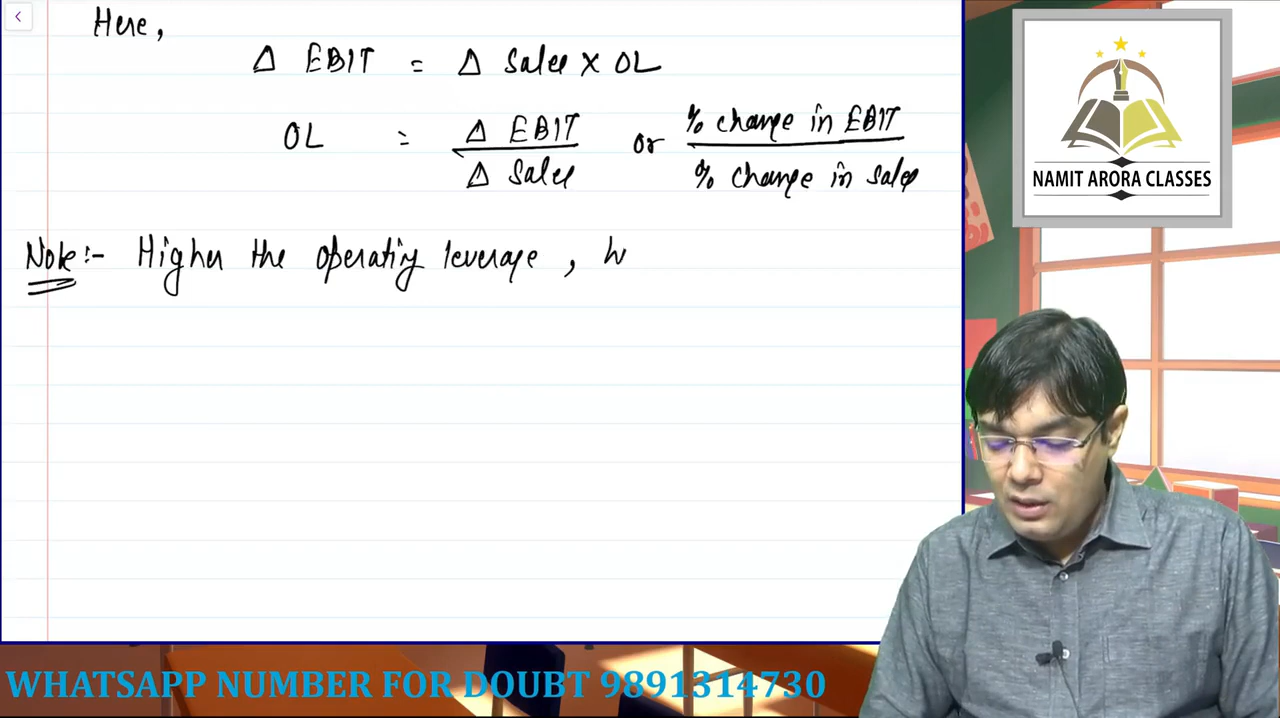 Here,
Δ EBIT = Δ Sales X OL
OL = Δ EBIT / Δ Sales or % change in EBIT / % change in sales
Note:- Higher the operating leverage, h
NAMIT ARORA CLASSES
WHATSAPP NUMBER FOR DOUBT 9891314730